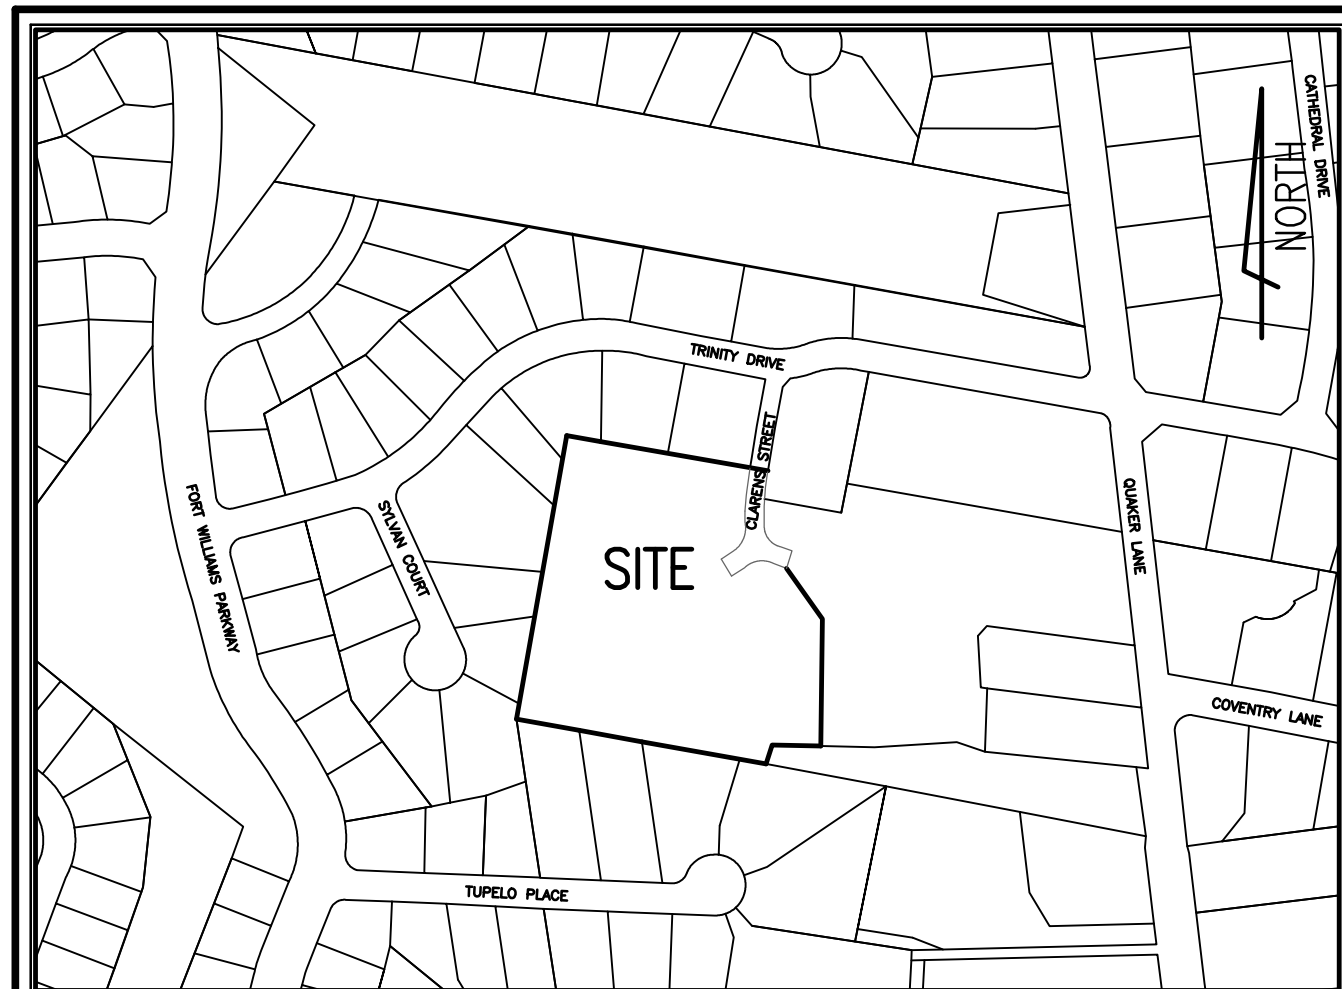 CATHEDRAL DRIVE
NORTH
TRINITY DRIVE
CLARENS STREET
FORT WILLIAMS PARKWAY
SYLVAN COURT
QUAKER LANE
SITE
COVENTRY LANE
TUPELO PLACE